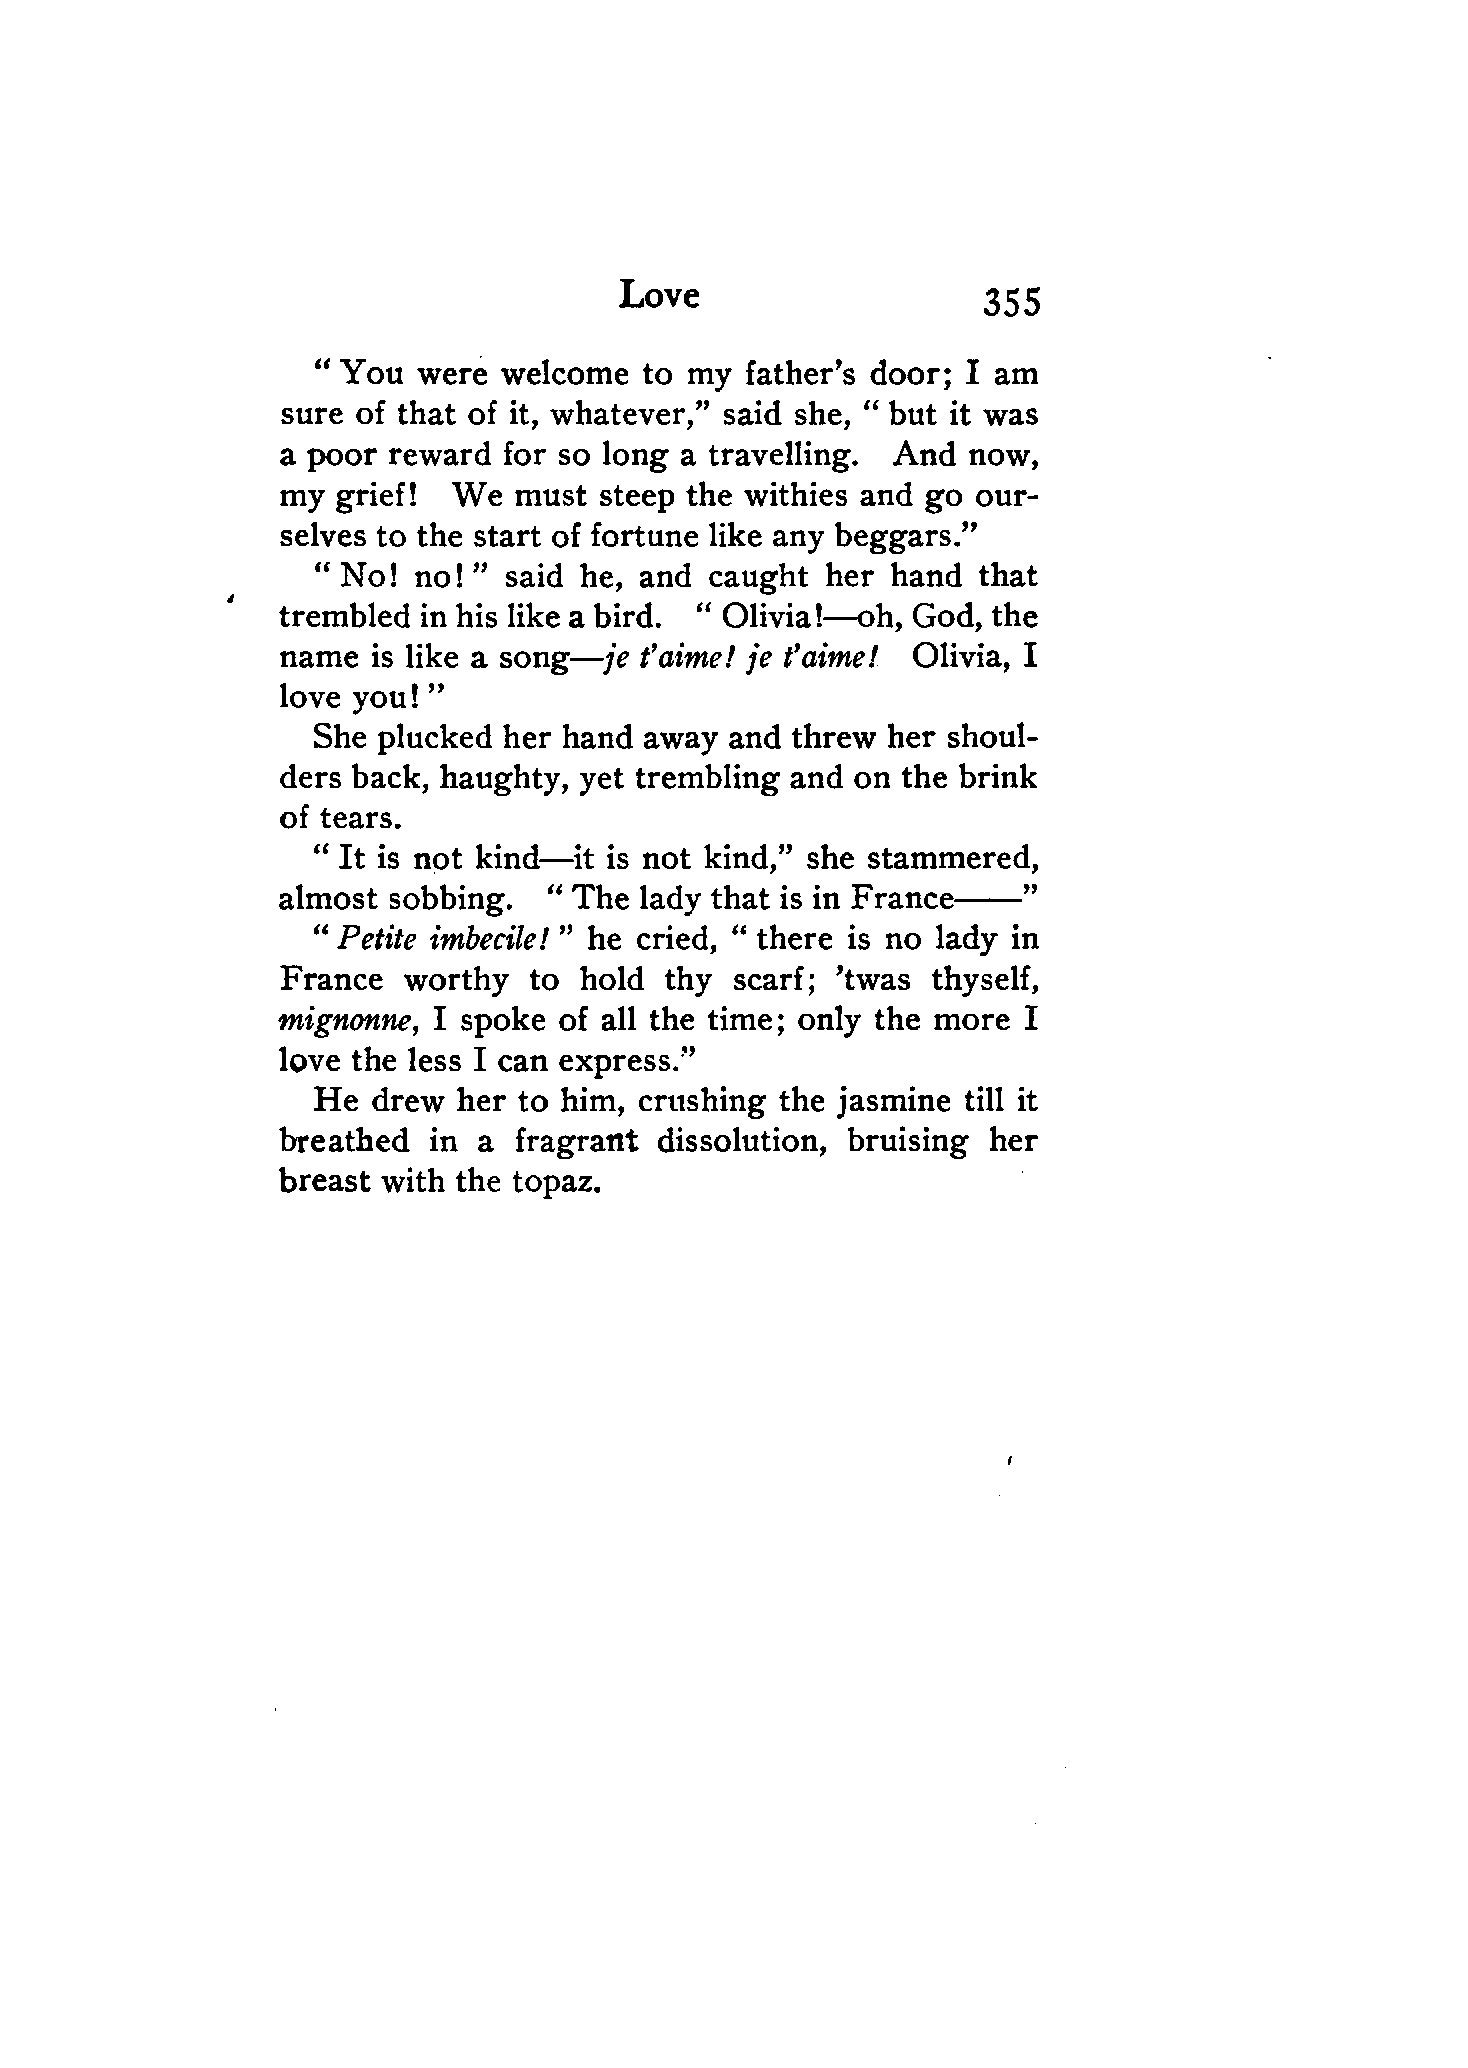 Love 355
“ You were welcome to my father’s door; I am
sure of that of it, whatever,” said she, “ but it was
a poor reward for so long a travelling. And now,
my grief! We must steep the withies and go our-
selves to the start of fortune like any beggars.”
“ No! no! ” said he, and caught her hand that
trembled in his like a bird. “ Olivia!—oh, God, the
name is like a song—je t’aime! je t’aime! Olivia, I
love you! ”
She plucked her hand away and threw her shoul-
ders back, haughty, yet trembling and on the brink
of tears.
“ It is not kind—it is not kind,” she stammered,
almost sobbing. “ The lady that is in France——”
“ Petite imbecile! ” he cried, “ there is no lady in
France worthy to hold thy scarf; ’twas thyself,
mignonne, I spoke of all the time; only the more I
love the less I can express.”
He drew her to him, crushing the jasmine till it
breathed in a fragrant dissolution, bruising her
breast with the topaz.